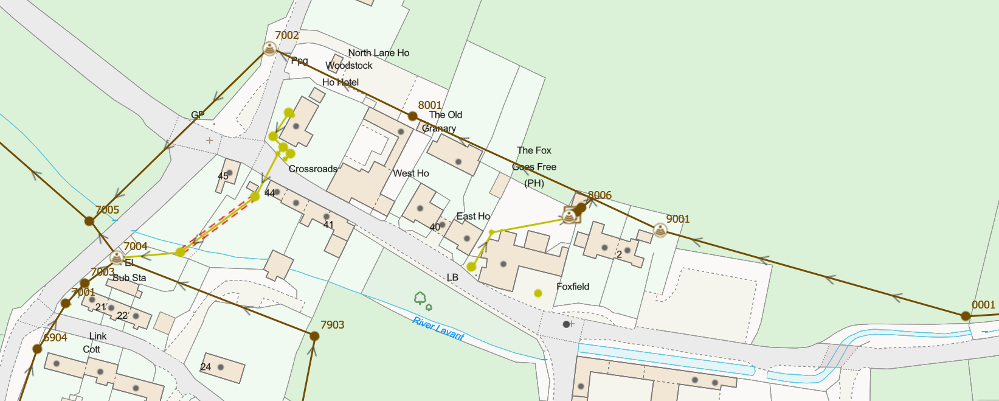 7002
North Lane Ho
Ppg
Woodstock
Ho Hotel
8001
The Old
Granary
GP
The Fox
Goes Free
(PH)
Crossroads
West Ho
45
44
8006
7005
East Ho
9001
41
40
7004
El
Sub Sta
2
7003
LB
Foxfield
7001
21
22
0001
River Lavant
7903
Link
Cott
6904
24